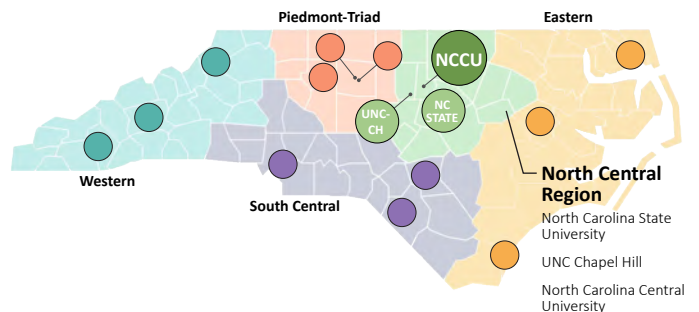 Piedmont-Triad
Eastern
NCCU
UNC-
CH
NC
STATE
Western
South Central
North Central
Region
North Carolina State
University
UNC Chapel Hill
North Carolina Central
University